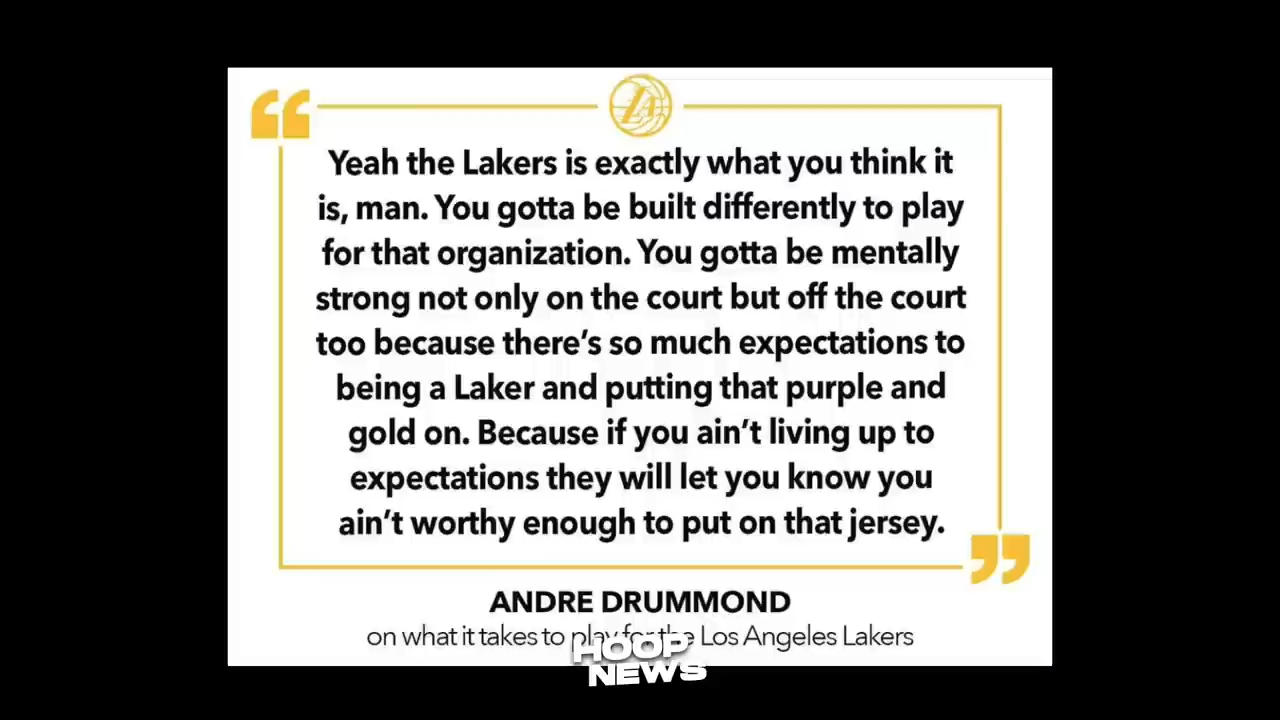 Yeah the Lakers is exactly what you think it
is, man. You gotta be built differently to play
for that organization. You gotta be mentally
strong not only on the court but off the court
too because there’s so much expectations to
being a Laker and putting that purple and
gold on. Because if you ain’t living up to
expectations they will let you know you
ain’t worthy enough to put on that jersey.
ANDRE DRUMMOND
on what it takes to play for the Los Angeles Lakers
HOOP
NEWS